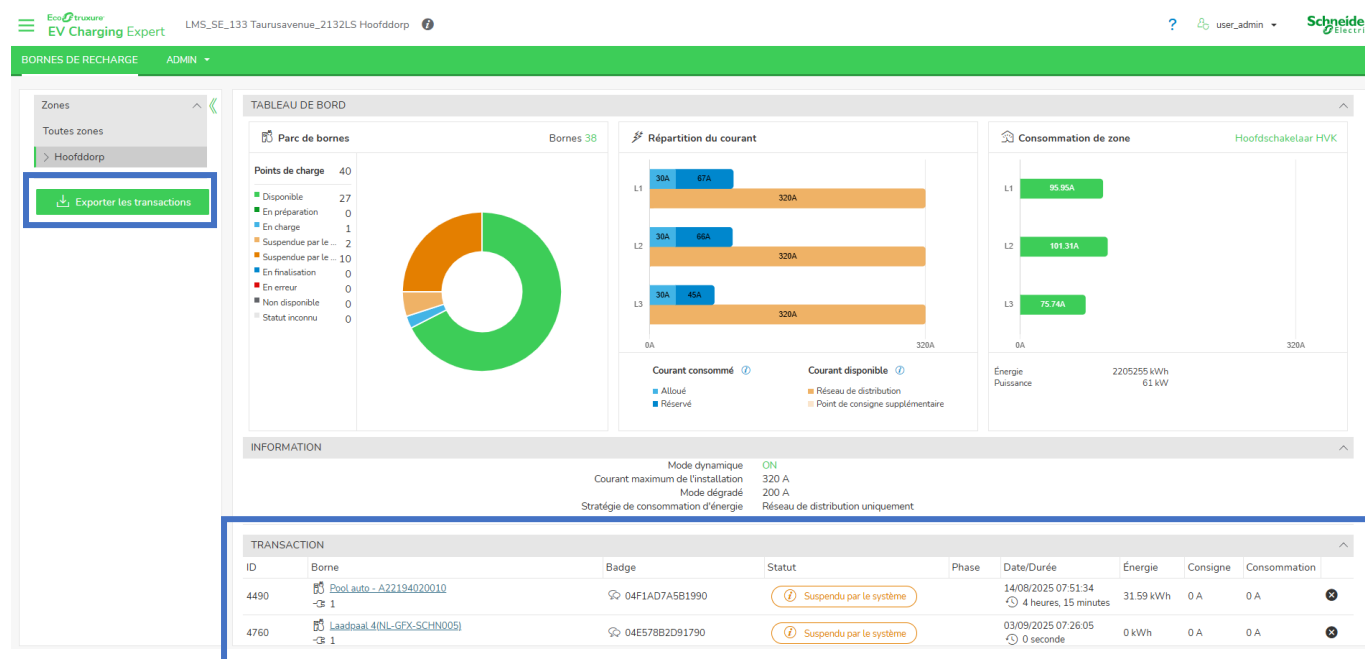 EcoStruxure
EV Charging Expert
LMS_SE_133 Taurusavenue_2132LS Hoofddorp
? user_admin
Schneide
Electri
BORNES DE RECHARGE ADMIN
Zones
Toutes zones
Hoofddorp
Exporter les transactions
TABLEAU DE BORD
Parc de bornes Bornes 38
Points de charge 40
Disponible 27
En préparation 0
En charge 1
Suspendue par le ... 2
Suspendue par le ... 10
En finalisation 0
En erreur 0
Non disponible 0
Statut inconnu 0
Répartition du courant
L1 30A 67A
320A
L2 30A 66A
320A
L3 30A 45A
320A
0A 320A
Courant consommé Courant disponible
Alloué Réseau de distribution
Réservé Point de consigne supplémentaire
Consommation de zone Hoofdschakelaar HVK
L1 95.95A
L2 101.31A
L3 75.74A
0A 320A
Énergie 2205255 kWh
Puissance 61 kW
INFORMATION
Mode dynamique ON
Courant maximum de l'installation 320 A
Mode dégradé 200 A
Stratégie de consommation d'énergie Réseau de distribution uniquement
TRANSACTION
ID Borne Badge Statut Phase Date/Durée Énergie Consigne Consommation
4490 Pool auto - A22194020010 04F1AD7A5B1990 Suspendu par le système 14/08/2025 07:51:34 31.59 kWh 0 A 0 A
1 4 heures, 15 minutes
4760 Laadpaal 4(NL-GFX-SCHN005) 04E578B2D91790 Suspendu par le système 03/09/2025 07:26:05 0 kWh 0 A 0 A
1 0 seconde